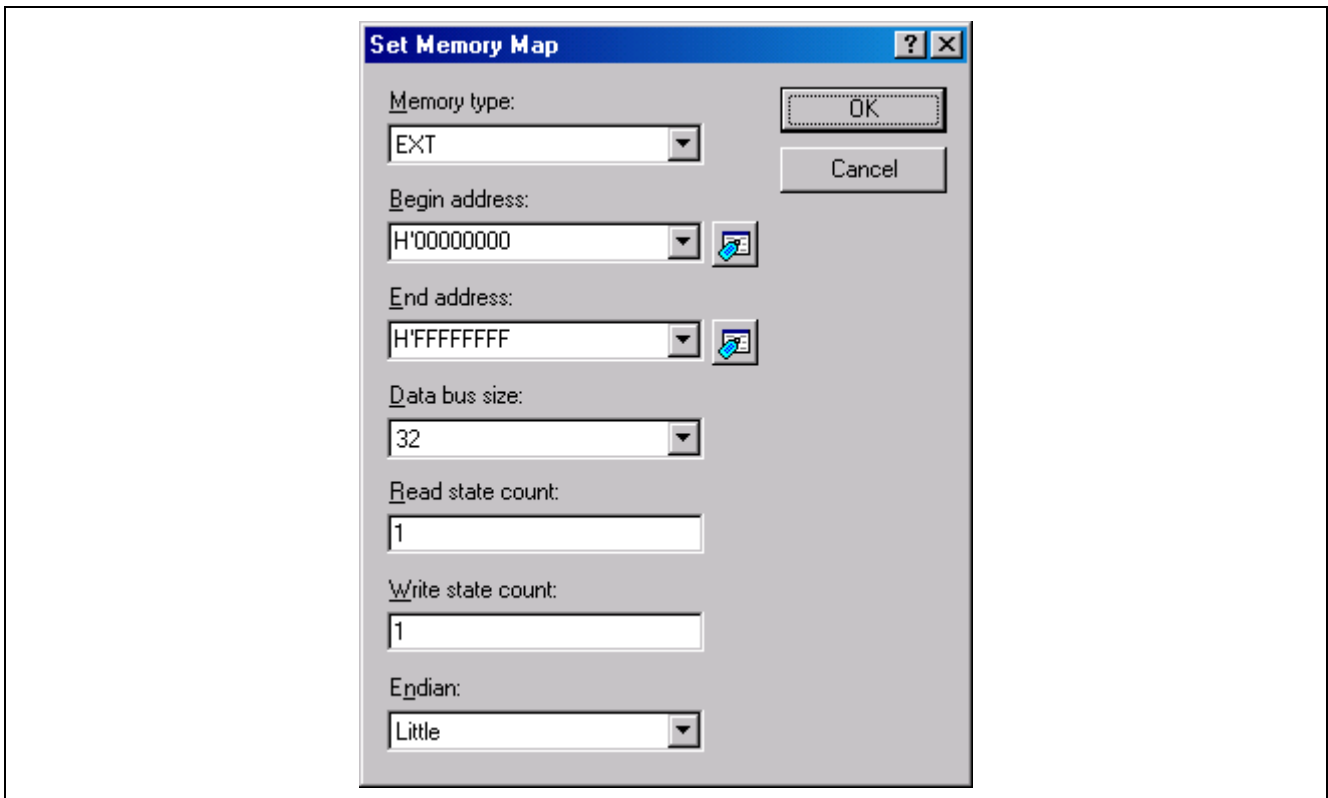 Set Memory Map
Memory type:
EXT
OK
Cancel
Begin address:
H'00000000
End address:
H'FFFFFFFF
Data bus size:
32
Read state count:
1
Write state count:
1
Endian:
Little